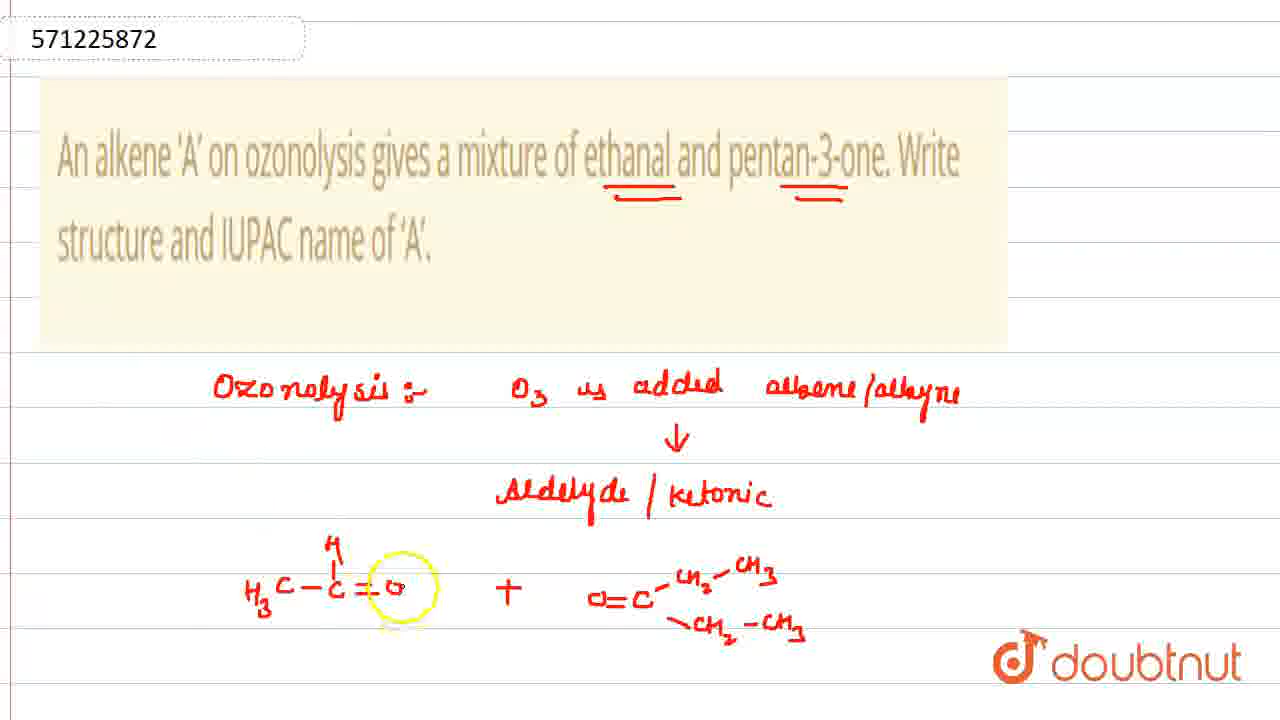 571225872
An alkene ‘A’ on ozonolysis gives a mixture of ethanal and pentan-3-one. Write
structure and IUPAC name of ‘A’.
Ozonolysis :- O3 is added alkene/alkyne
↓
Aldelyde / Ketonic
H
H3C - C = O + O = C - CH2 - CH3
- CH2 - CH3
doubtnut